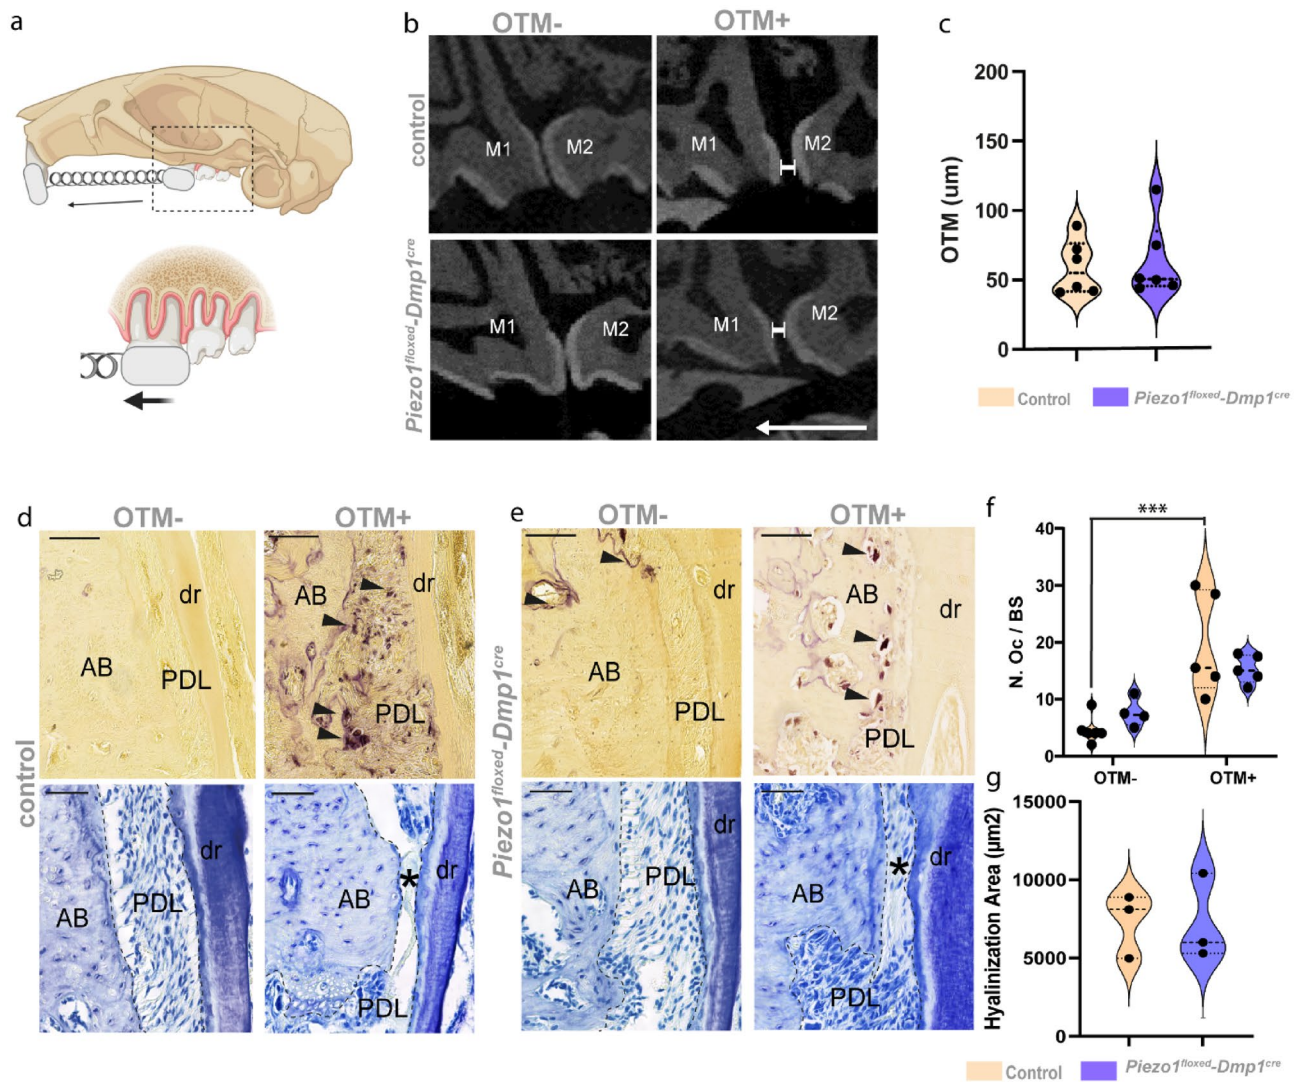 a
b
OTM-
OTM+
control
M1
M2
M1
M2
Piezo1floxed-Dmp1cre
M1
M2
M1
M2
c
OTM (um)
200
150
100
50
0
Control
Piezo1floxed-Dmp1cre
d
OTM-
OTM+
control
AB
PDL
dr
AB
PDL
dr
AB
PDL
dr
AB
*
PDL
dr
e
OTM-
OTM+
Piezo1floxed-Dmp1cre
AB
PDL
AB
PDL
dr
AB
PDL
dr
AB
*
PDL
dr
f
***
N. Oc / BS
40
30
20
10
0
OTM-
OTM+
g
Hyalinization Area (µm2)
15000
10000
5000
0
Control
Piezo1floxed-Dmp1cre